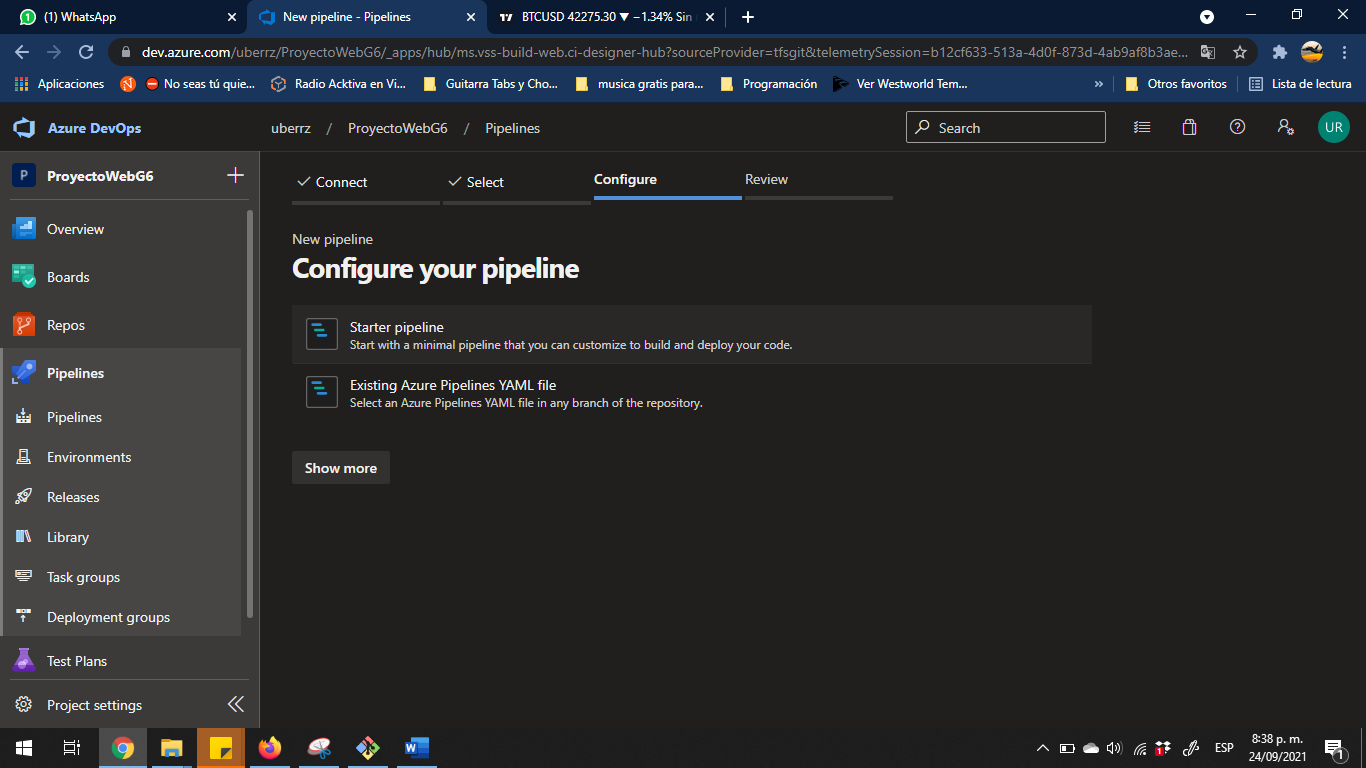 (1) WhatsApp
New pipeline - Pipelines
BTCUSD 42275.30 ▼ −1.34% Sin
dev.azure.com/uberrz/ProyectoWebG6/_apps/hub/ms.vss-build-web.ci-designer-hub?sourceProvider=tfsgit&telemetrySession=b12cf633-513a-4d0f-873d-4ab9af8b3ae...
Aplicaciones
No seas tú quie...
Radio Acktiva en Vi...
Guitarra Tabs y Cho...
musica gratis para...
Programación
Ver Westworld Tem...
»
Otros favoritos
Lista de lectura
Azure DevOps
uberrz / ProyectoWebG6 / Pipelines
Search
UR
P
ProyectoWebG6
Overview
Boards
Repos
Pipelines
Pipelines
Environments
Releases
Library
Task groups
Deployment groups
Test Plans
Project settings
Connect
Select
Configure
Review
New pipeline
Configure your pipeline
Starter pipeline
Start with a minimal pipeline that you can customize to build and deploy your code.
Existing Azure Pipelines YAML file
Select an Azure Pipelines YAML file in any branch of the repository.
Show more
ESP
8:38 p. m.
24/09/2021
1